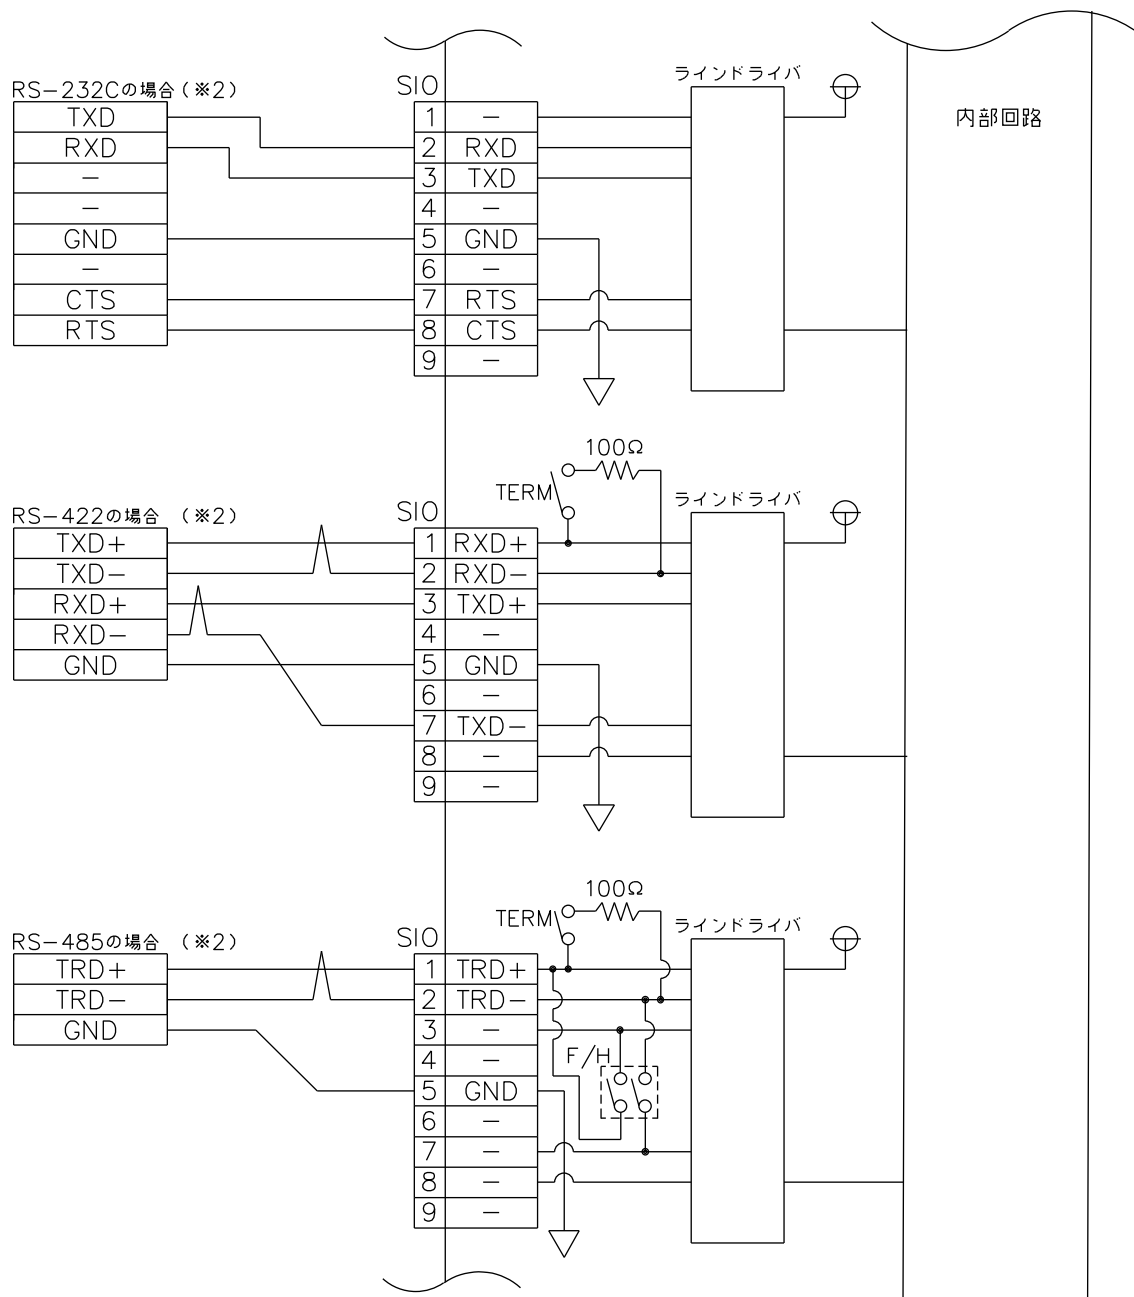 内部回路
RS-232Cの場合(※2)
TXD
RXD
-
-
GND
-
CTS
RTS
SIO
1 -
2 RXD
3 TXD
4 -
5 GND
6 -
7 RTS
8 CTS
9 -
ラインドライバ
RS-422の場合 (※2)
TXD+
TXD-
RXD+
RXD-
GND
SIO
1 RXD+
2 RXD-
3 TXD+
4 -
5 GND
6 -
7 TXD-
8 -
9 -
TERM
100Ω
ラインドライバ
RS-485の場合 (※2)
TRD+
TRD-
GND
SIO
1 TRD+
2 TRD-
3 -
4 -
5 GND
6 -
7 -
8 -
9 -
TERM
100Ω
F/H
ラインドライバ